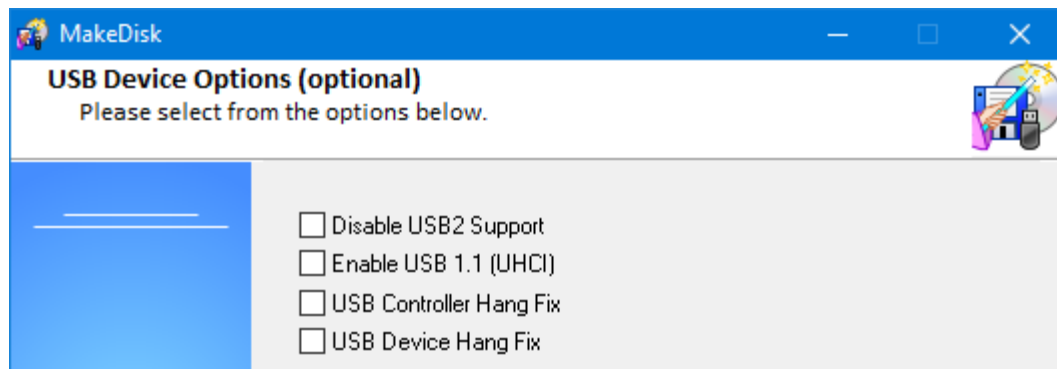 MakeDisk
USB Device Options (optional)
Please select from the options below.
Disable USB2 Support
Enable USB 1.1 (UHCI)
USB Controller Hang Fix
USB Device Hang Fix